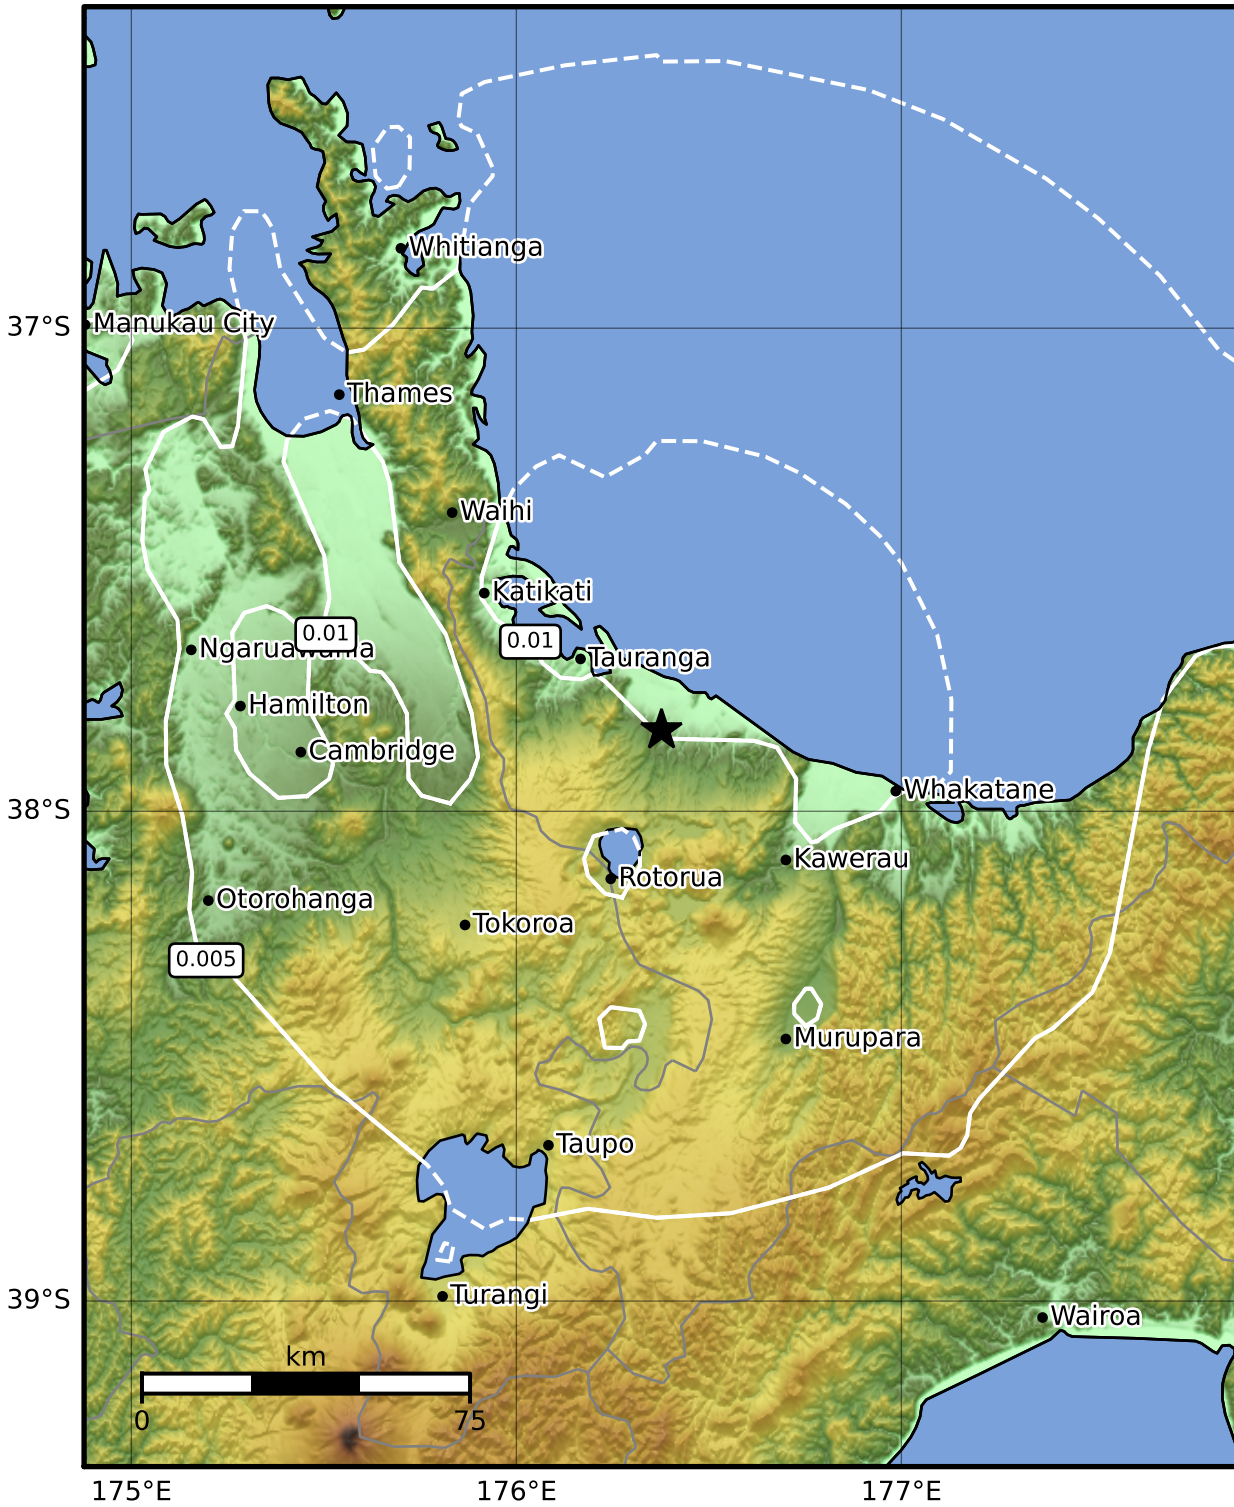 Whitianga
Manukau City
37°S
Thames
Waihi
Katikati
0.01
0.01
Ngaruawahia
Tauranga
Hamilton
Cambridge
Whakatane
38°S
Kawerau
Rotorua
Otorohanga
Tokoroa
0.005
Murupara
Taupo
Turangi
39°S
Wairoa
km
0 75
175°E 176°E 177°E